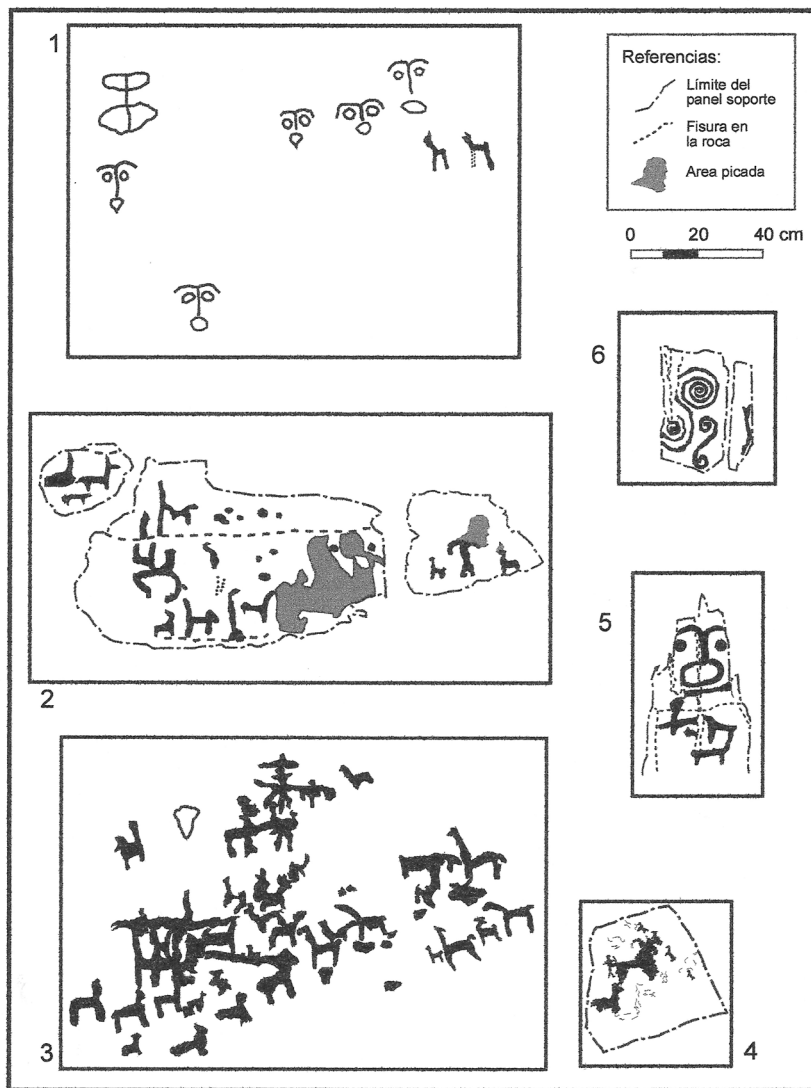 1
Referencias:
Límite del
panel soporte
Fisura en
la roca
Area picada
0 20 40 cm
6
2
5
3
4